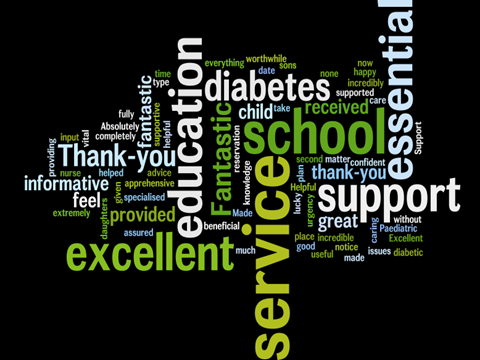 essential
now
happy
incredibly
care
none
supported
everything
worthwhile
sons
date
time
type
diabetes
education
fantastic
supportive
helpful
fully
Absolutely
completely
child
take
received
Fantastic
reservation
school
Support
input
vital
providing
Thank-you
nurse
helped
advice
knowledge
second
matter
confident
plan
thank-you
informative
feel
given
apprehensive
specialised
Helpful
lucky
urgency
support
extremely
daughters
provided
Made
beneficial
great
caring
without
Paediatric
assured
service
place
incredible
Excellent
excellent
much
good
notice
issues
diabetic
useful
made